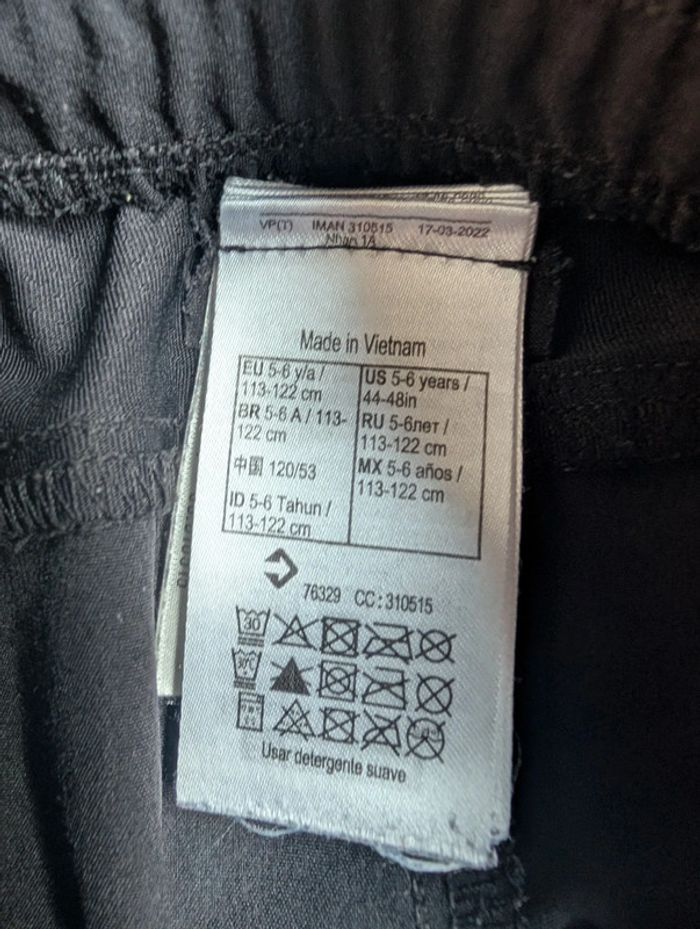 VP(T) IMAN 310515 17-03-2022
Nhan 1A
Made in Vietnam
EU 5-6 y/a /
113-122 cm
BR 5-6 A / 113-
122 cm
中国 120/53
ID 5-6 Tahun /
113-122 cm
US 5-6 years /
44-48in
RU 5-6лет /
113-122 cm
MX 5-6 años /
113-122 cm
76329 CC:310515
30
30°C
Usar detergente suave